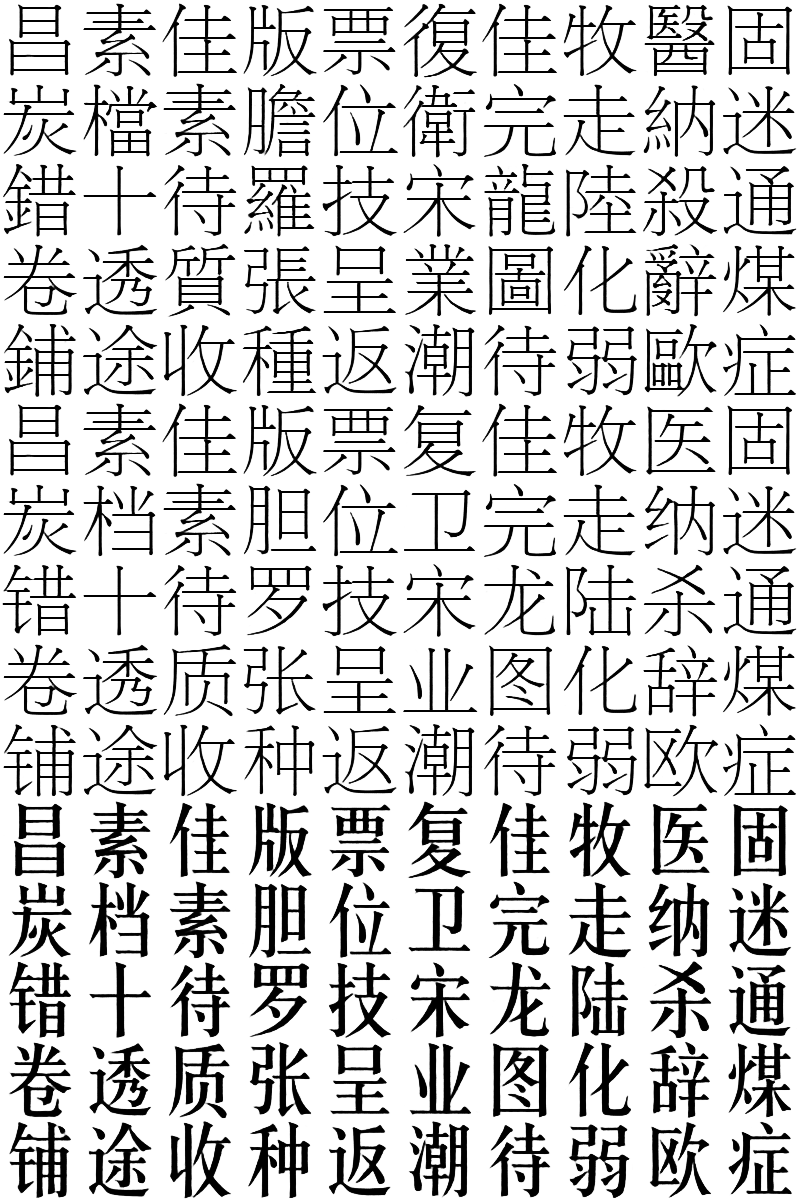 昌素佳版票復佳牧醫固
炭檔素膽位衛完走納迷
錯十待羅技宋龍陸殺通
卷透質張呈業圖化辭煤
鋪途收種返潮待弱歐症
昌素佳版票复佳牧医固
炭档素胆位卫完走纳迷
错十待罗技宋龙陆杀通
卷透质张呈业图化辞煤
铺途收种返潮待弱欧症
昌素佳版票复佳牧医固
炭档素胆位卫完走纳迷
错十待罗技宋龙陆杀通
卷透质张呈业图化辞煤
铺途收种返潮待弱欧症